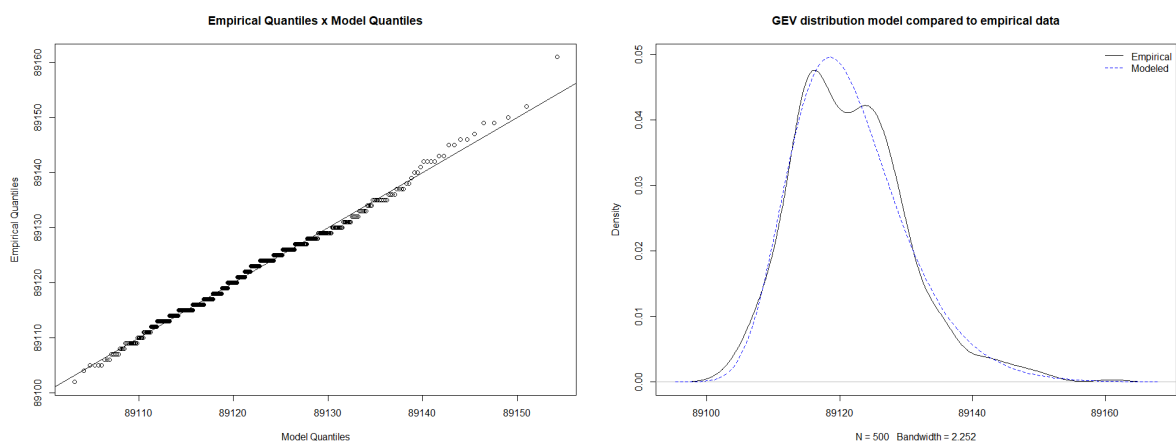 Empirical Quantiles x Model Quantiles
Empirical Quantiles
89100 89110 89120 89130 89140 89150 89160
89110 89120 89130 89140 89150
Model Quantiles
GEV distribution model compared to empirical data
Empirical
Modeled
Density
0.00 0.01 0.02 0.03 0.04 0.05
89100 89120 89140 89160
N = 500 Bandwidth = 2.252